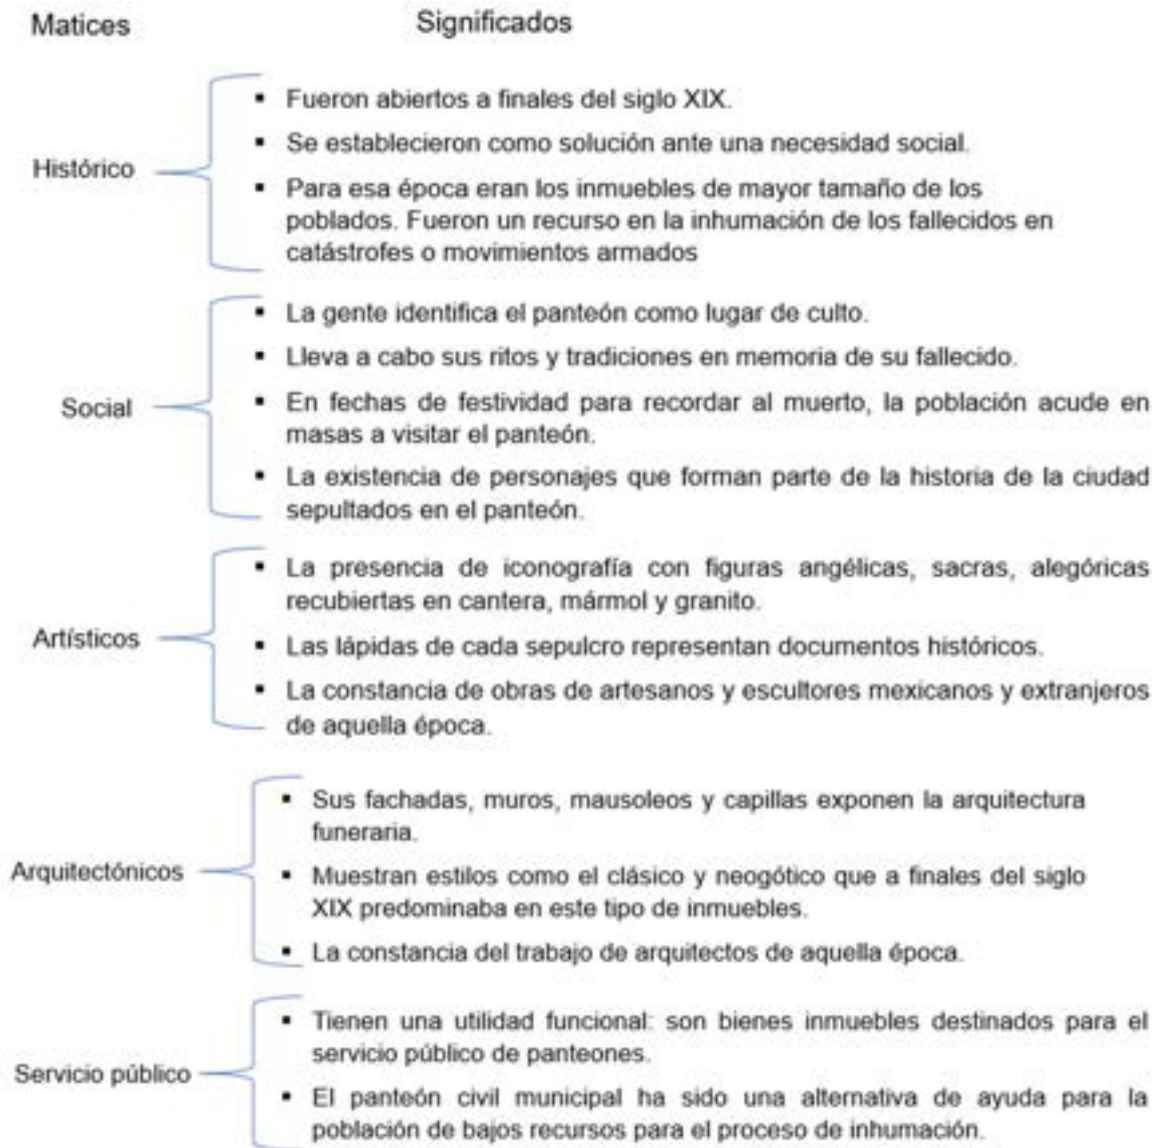 Matices Significados
Histórico
▪ Fueron abiertos a finales del siglo XIX.
▪ Se establecieron como solución ante una necesidad social.
▪ Para esa época eran los inmuebles de mayor tamaño de los
poblados. Fueron un recurso en la inhumación de los fallecidos en
catástrofes o movimientos armados
Social
▪ La gente identifica el panteón como lugar de culto.
▪ Lleva a cabo sus ritos y tradiciones en memoria de su fallecido.
▪ En fechas de festividad para recordar al muerto, la población acude en
masas a visitar el panteón.
▪ La existencia de personajes que forman parte de la historia de la ciudad
sepultados en el panteón.
Artísticos
▪ La presencia de iconografía con figuras angélicas, sacras, alegóricas
recubiertas en cantera, mármol y granito.
▪ Las lápidas de cada sepulcro representan documentos históricos.
▪ La constancia de obras de artesanos y escultores mexicanos y extranjeros
de aquella época.
Arquitectónicos
▪ Sus fachadas, muros, mausoleos y capillas exponen la arquitectura
funeraria.
▪ Muestran estilos como el clásico y neogótico que a finales del siglo
XIX predominaba en este tipo de inmuebles.
▪ La constancia del trabajo de arquitectos de aquella época.
Servicio público
▪ Tienen una utilidad funcional: son bienes inmuebles destinados para el
servicio público de panteones.
▪ El panteón civil municipal ha sido una alternativa de ayuda para la
población de bajos recursos para el proceso de inhumación.